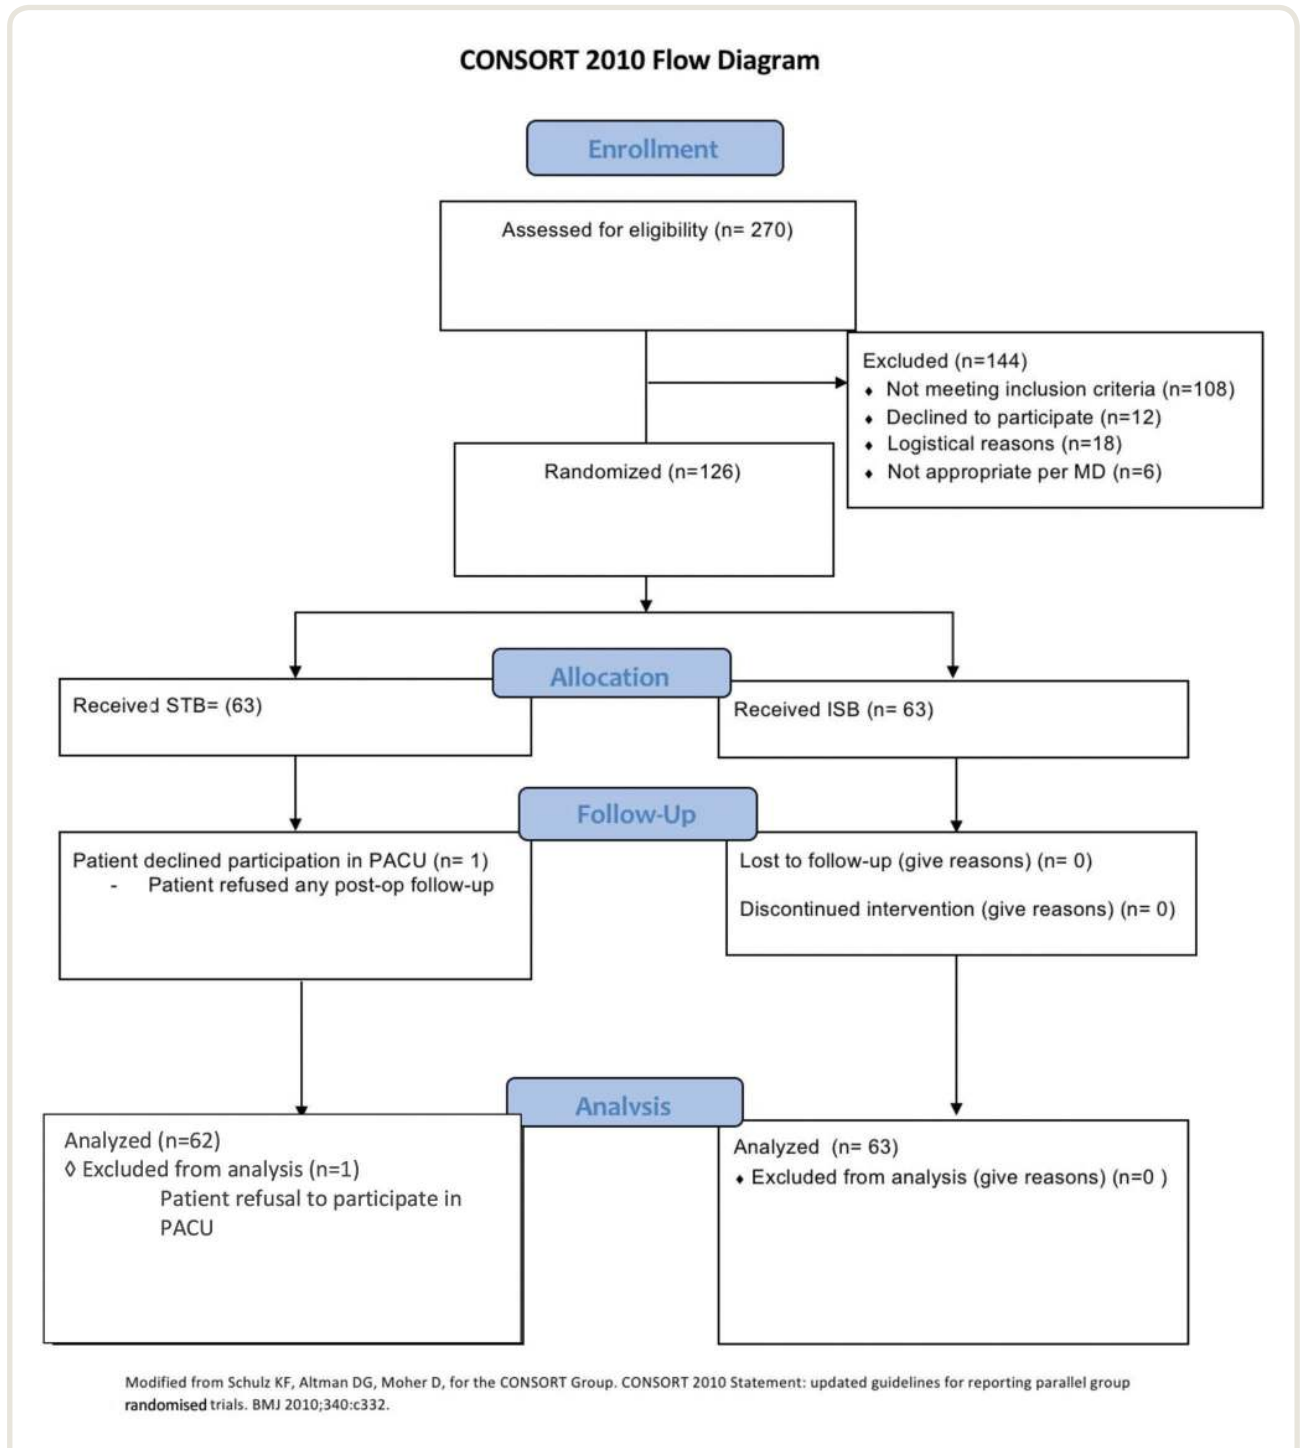 CONSORT 2010 Flow Diagram
Enrollment
Assessed for eligibility (n= 270)
Excluded (n=144)
♦ Not meeting inclusion criteria (n=108)
♦ Declined to participate (n=12)
♦ Logistical reasons (n=18)
♦ Not appropriate per MD (n=6)
Randomized (n=126)
Allocation
Received STB= (63)
Received ISB (n= 63)
Follow-Up
Patient declined participation in PACU (n= 1)
- Patient refused any post-op follow-up
Lost to follow-up (give reasons) (n= 0)
Discontinued intervention (give reasons) (n= 0)
Analysis
Analyzed (n=62)
◊ Excluded from analysis (n=1)
Patient refusal to participate in
PACU
Analyzed (n= 63)
♦ Excluded from analysis (give reasons) (n=0 )
Modified from Schulz KF, Altman DG, Moher D, for the CONSORT Group. CONSORT 2010 Statement: updated guidelines for reporting parallel group
randomised trials. BMJ 2010;340:c332.